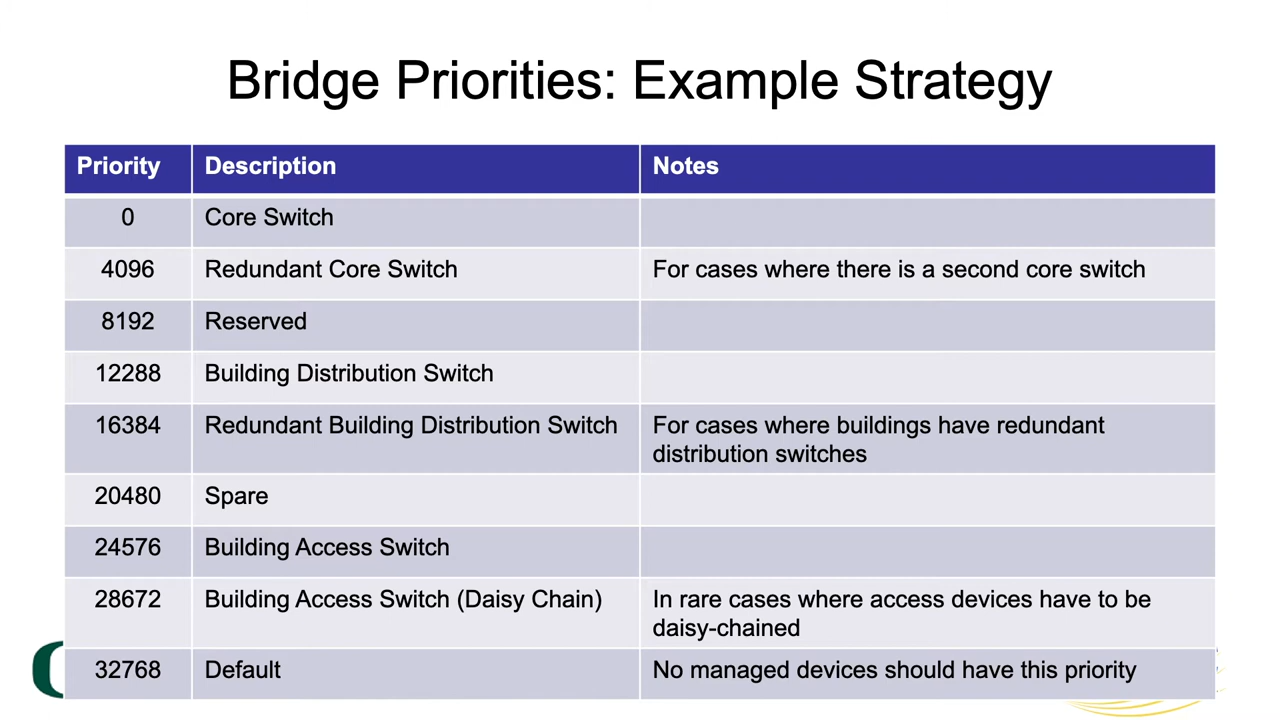 Bridge Priorities: Example Strategy
Priority Description Notes
0 Core Switch
4096 Redundant Core Switch For cases where there is a second core switch
8192 Reserved
12288 Building Distribution Switch
16384 Redundant Building Distribution Switch For cases where buildings have redundant
distribution switches
20480 Spare
24576 Building Access Switch
28672 Building Access Switch (Daisy Chain) In rare cases where access devices have to be
daisy-chained
32768 Default No managed devices should have this priority